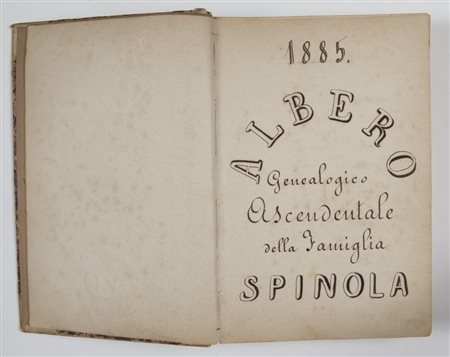 1885.
ALBERO
Genealogico
Ascendentale
della Famiglia
SPINOLA